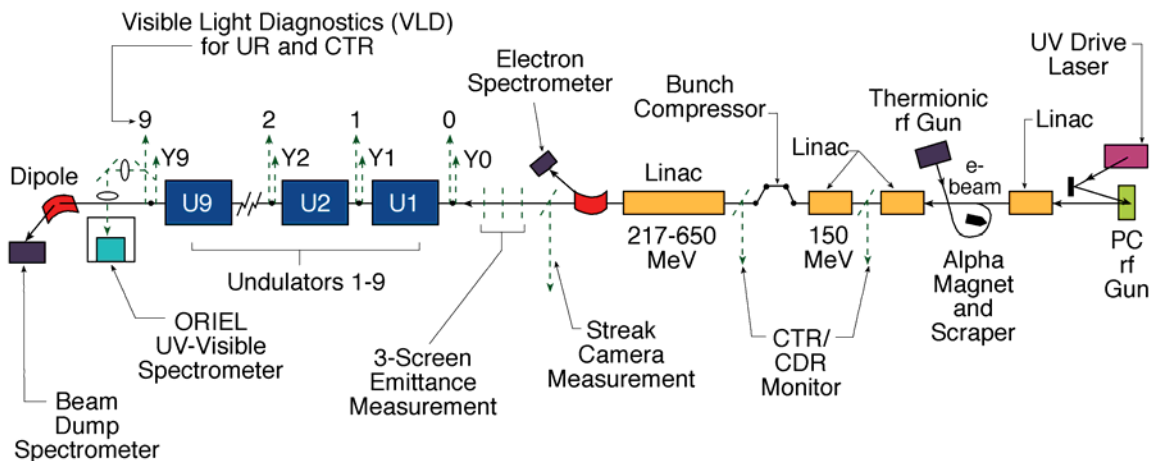 Visible Light Diagnostics (VLD)
for UR and CTR
UV Drive
Laser
Electron
Spectrometer
Bunch
Compressor
Thermionic
rf Gun
Linac
9
2
1
0
Linac
Y9
Y2
Y1
Y0
e-
beam
Dipole
Linac
U9
U2
U1
217-650
MeV
150
MeV
PC
rf
Gun
Undulators 1-9
Alpha
Magnet
and
Scraper
ORIEL
UV-Visible
Spectrometer
Streak
Camera
Measurement
CTR/
CDR
Monitor
3-Screen
Emittance
Measurement
Beam
Dump
Spectrometer